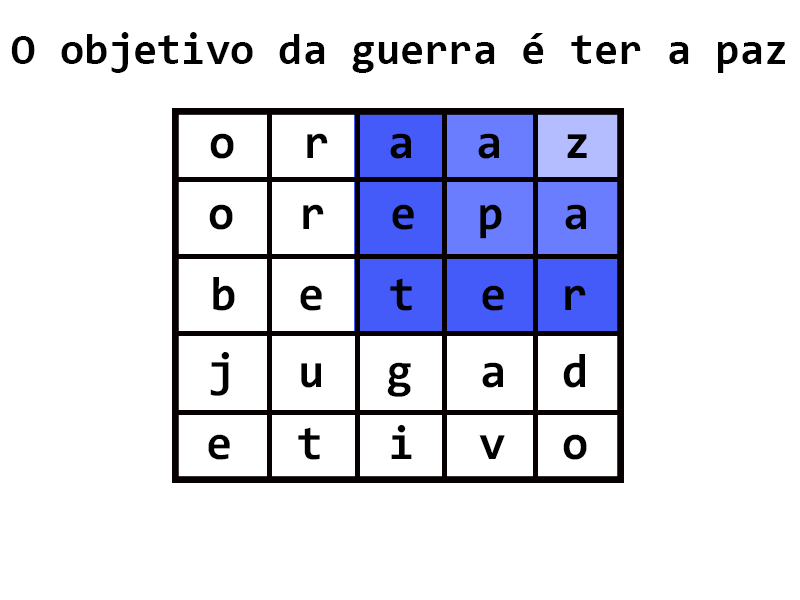 O objetivo da guerra é ter a paz
o r a a z
o r e p a
b e t e r
j u g a d
e t i v o